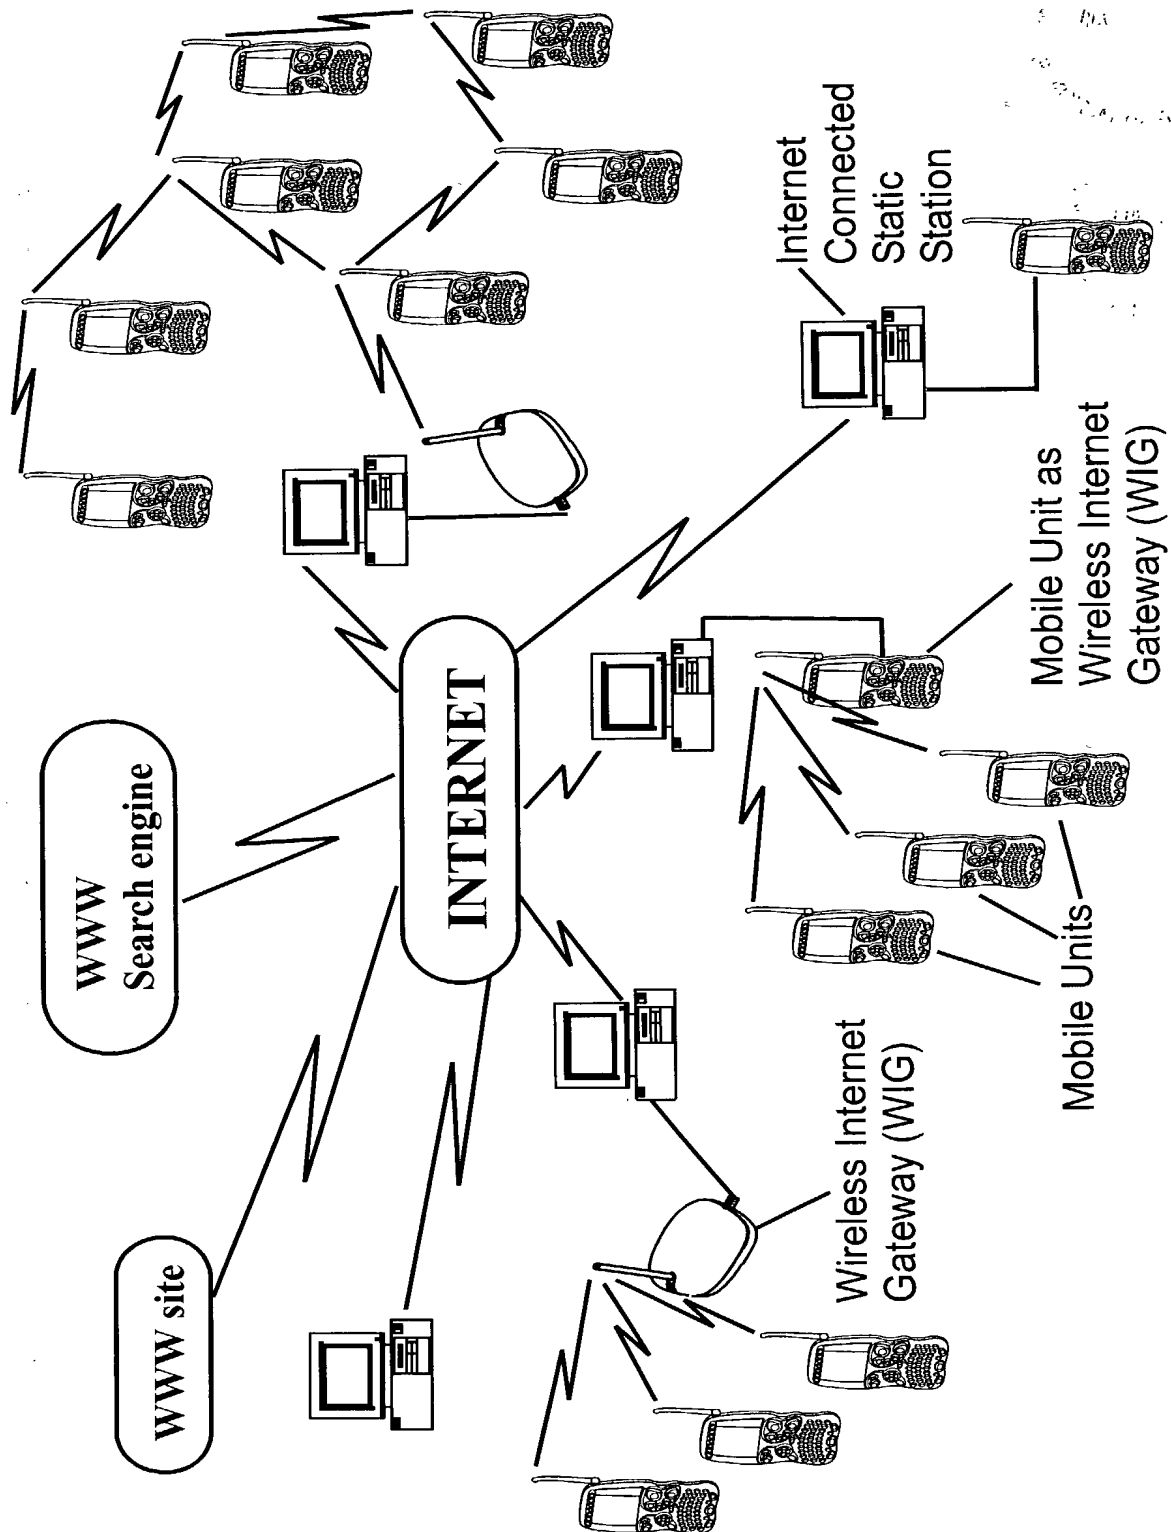 WWW site
WWW
Search engine
INTERNET
Wireless Internet
Gateway (WIG)
Mobile Units
Mobile Unit as
Wireless Internet
Gateway (WIG)
Internet
Connected
Static
Station